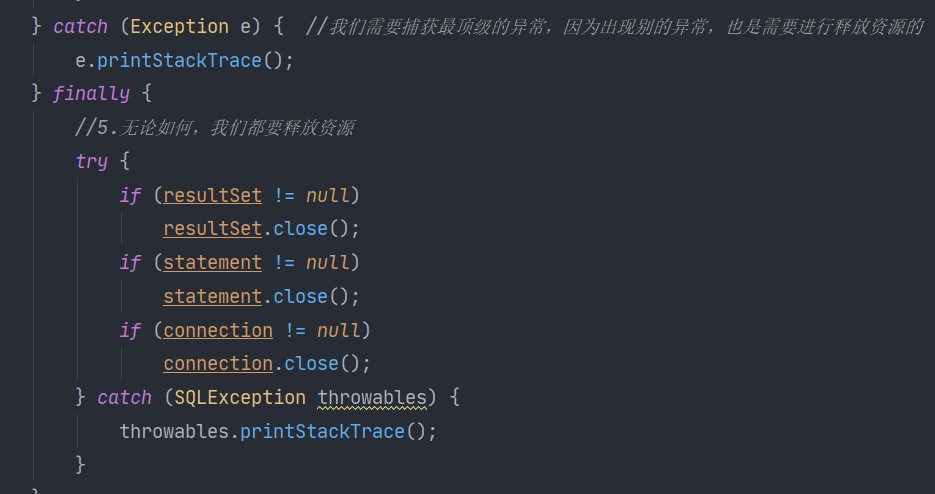 } catch (Exception e) {  //我们需要捕获最顶级的异常，因为出现别的异常，也是需要进行释放资源的
e.printStackTrace();
} finally {
//5.无论如何，我们都要释放资源
try {
if (resultSet != null)
resultSet.close();
if (statement != null)
statement.close();
if (connection != null)
connection.close();
} catch (SQLException throwables) {
throwables.printStackTrace();
}